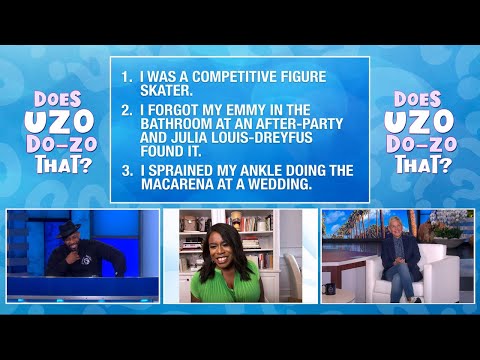 DOES
UZO
DO-ZO
THAT?
1. I WAS A COMPETITIVE FIGURE
SKATER.
2. I FORGOT MY EMMY IN THE
BATHROOM AT AN AFTER-PARTY
AND JULIA LOUIS-DREYFUS
FOUND IT.
3. I SPRAINED MY ANKLE DOING THE
MACARENA AT A WEDDING.
DOES
UZO
DO-ZO
THAT?